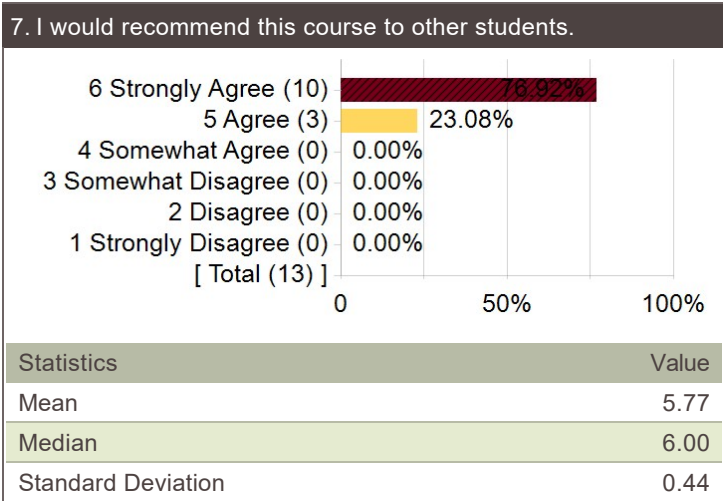 7. I would recommend this course to other students.
6 Strongly Agree (10) 76.92%
5 Agree (3) 23.08%
4 Somewhat Agree (0) 0.00%
3 Somewhat Disagree (0) 0.00%
2 Disagree (0) 0.00%
1 Strongly Disagree (0) 0.00%
[ Total (13) ]
0 50% 100%
Statistics Value
Mean 5.77
Median 6.00
Standard Deviation 0.44